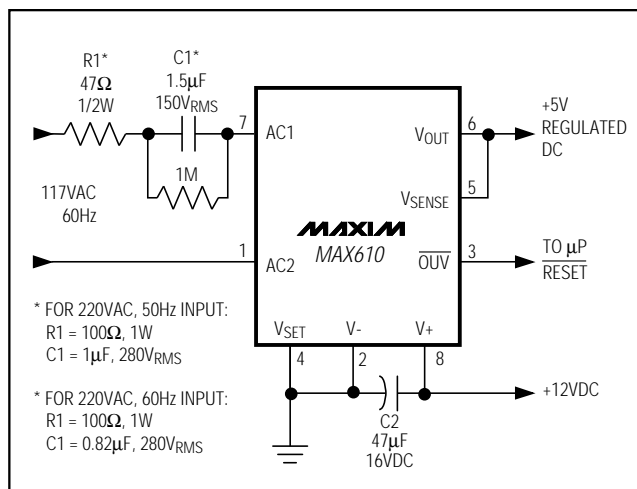 R1*
47Ω
1/2W
C1*
1.5μF
150VRMS
1M
117VAC
60Hz
7
AC1
1
AC2
VOUT
6
VSENSE
5
OUV
3
MAXIM
MAX610
VSET
V-
V+
4
2
8
+5V
REGULATED
DC
TO μP
RESET
+12VDC
C2
47μF
16VDC
* FOR 220VAC, 50Hz INPUT:
R1 = 100Ω, 1W
C1 = 1μF, 280VRMS
* FOR 220VAC, 60Hz INPUT:
R1 = 100Ω, 1W
C1 = 0.82μF, 280VRMS